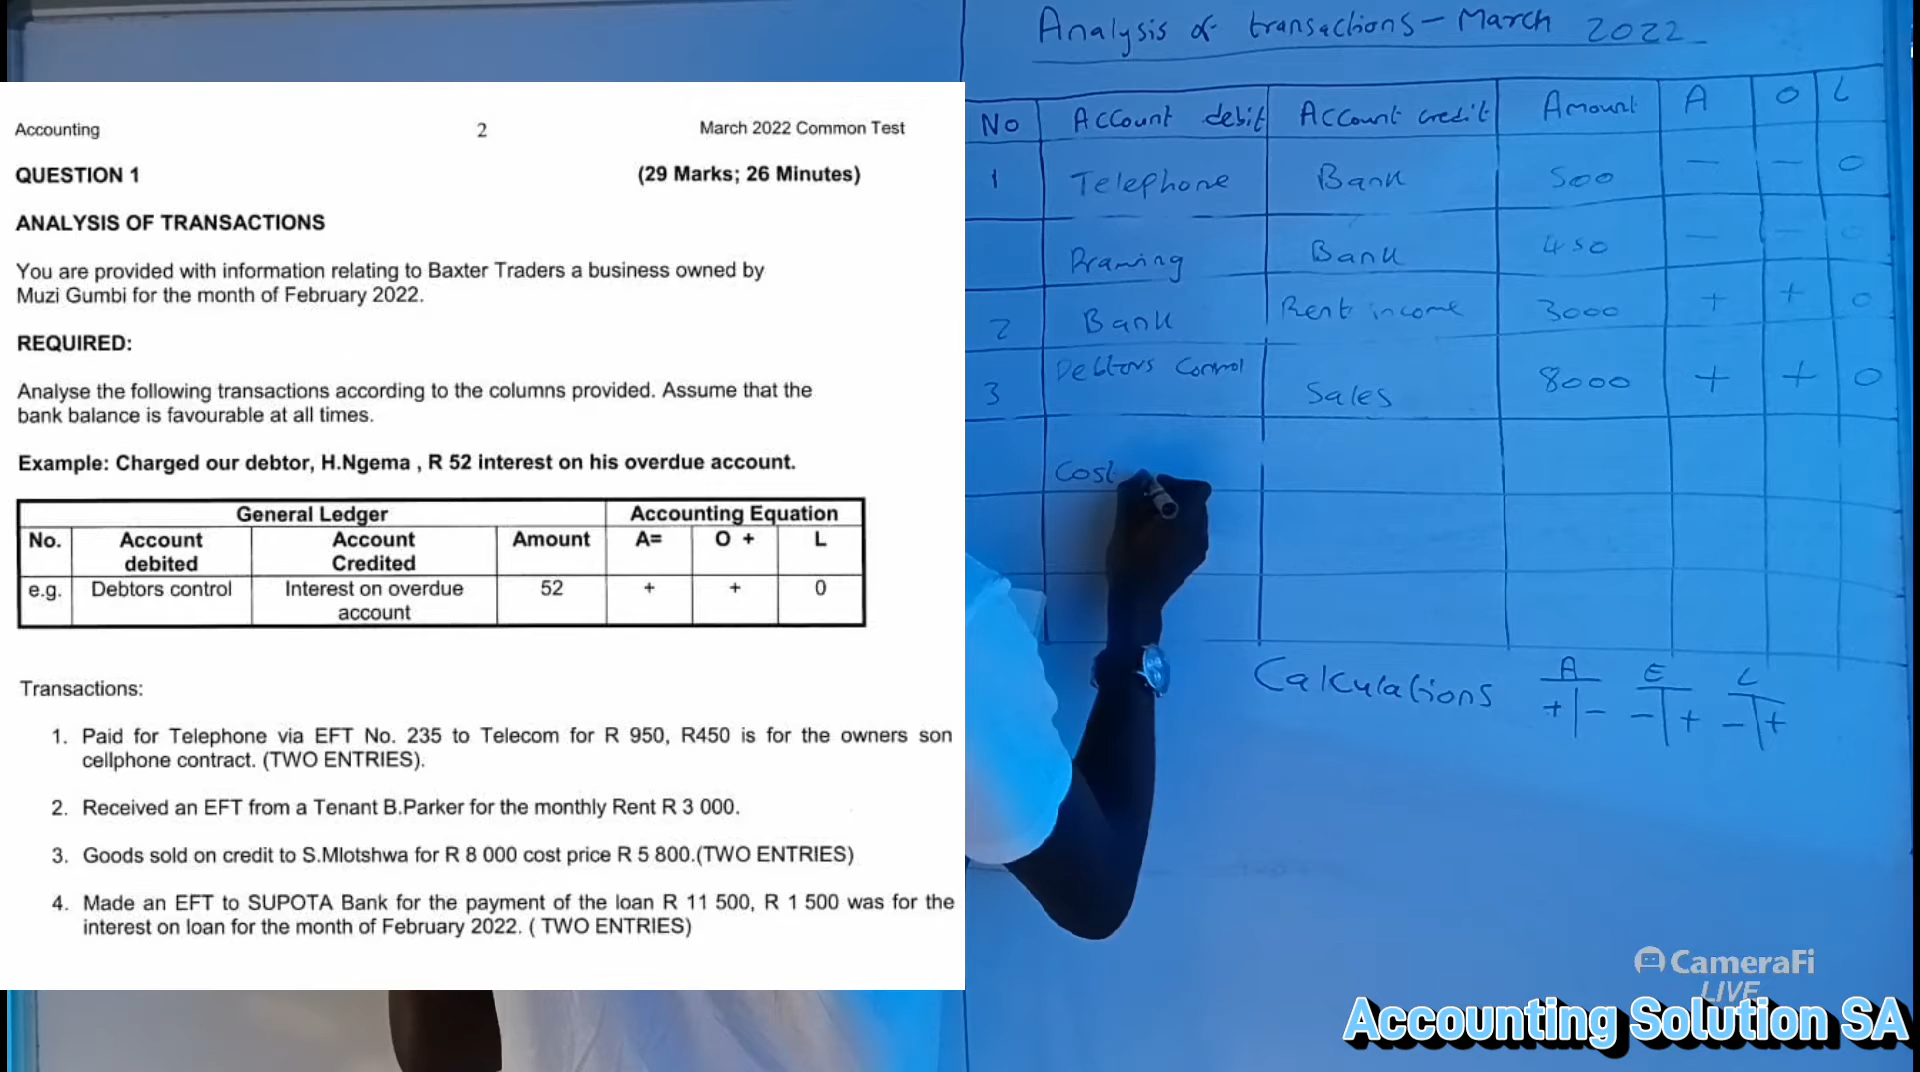 Accounting 2 March 2022 Common Test
QUESTION 1 (29 Marks; 26 Minutes)
ANALYSIS OF TRANSACTIONS
You are provided with information relating to Baxter Traders a business owned by
Muzi Gumbi for the month of February 2022.
REQUIRED:
Analyse the following transactions according to the columns provided. Assume that the
bank balance is favourable at all times.
Example: Charged our debtor, H.Ngema , R 52 interest on his overdue account.
General Ledger Accounting Equation
No. Account debited Account Credited Amount A= O + L
e.g. Debtors control Interest on overdue account 52 + + 0
Transactions:
1. Paid for Telephone via EFT No. 235 to Telecom for R 950, R450 is for the owners son
cellphone contract. (TWO ENTRIES).
2. Received an EFT from a Tenant B.Parker for the monthly Rent R 3 000.
3. Goods sold on credit to S.Mlotshwa for R 8 000 cost price R 5 800.(TWO ENTRIES)
4. Made an EFT to SUPOTA Bank for the payment of the loan R 11 500, R 1 500 was for the
interest on loan for the month of February 2022. ( TWO ENTRIES)
Analysis of transactions – March 2022
No Account debit Account credit Amount A O L
1 Telephone Bank 500 – – 0
Drawing Bank 450 – – 0
2 Bank Rent income 3000 + + 0
3 Debtors Control Sales 8000 + + 0
Cost
Calculations A E L
+ – – + – +
CameraFi
LIVE
Accounting Solution SA